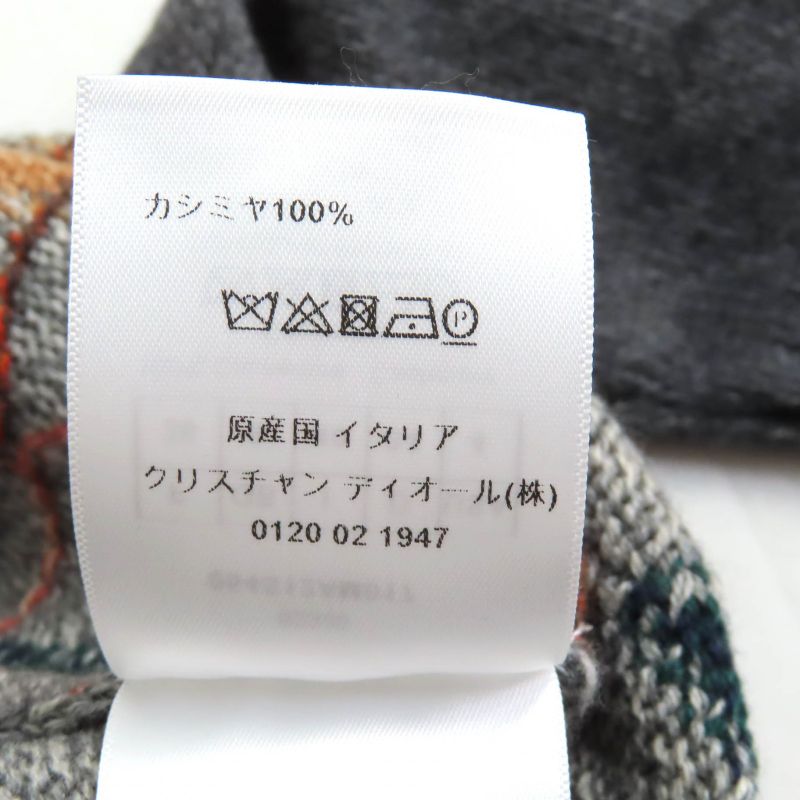 カシミヤ100%
P
原産国 イタリア
クリスチャン ディオール(株)
0120 02 1947